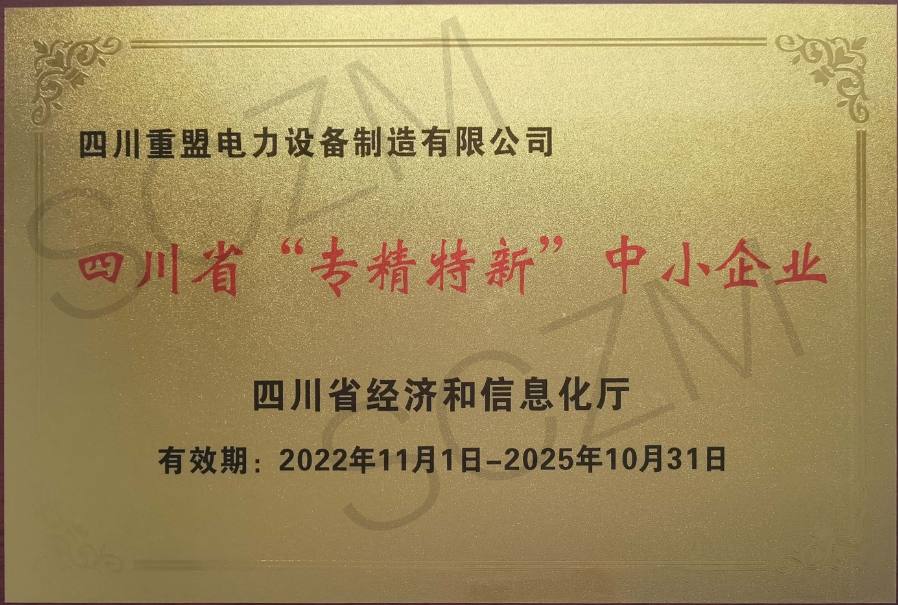 四川重盟电力设备制造有限公司
四川省“专精特新”中小企业
四川省经济和信息化厅
有效期：2022年11月1日-2025年10月31日
SCZM
SCZM